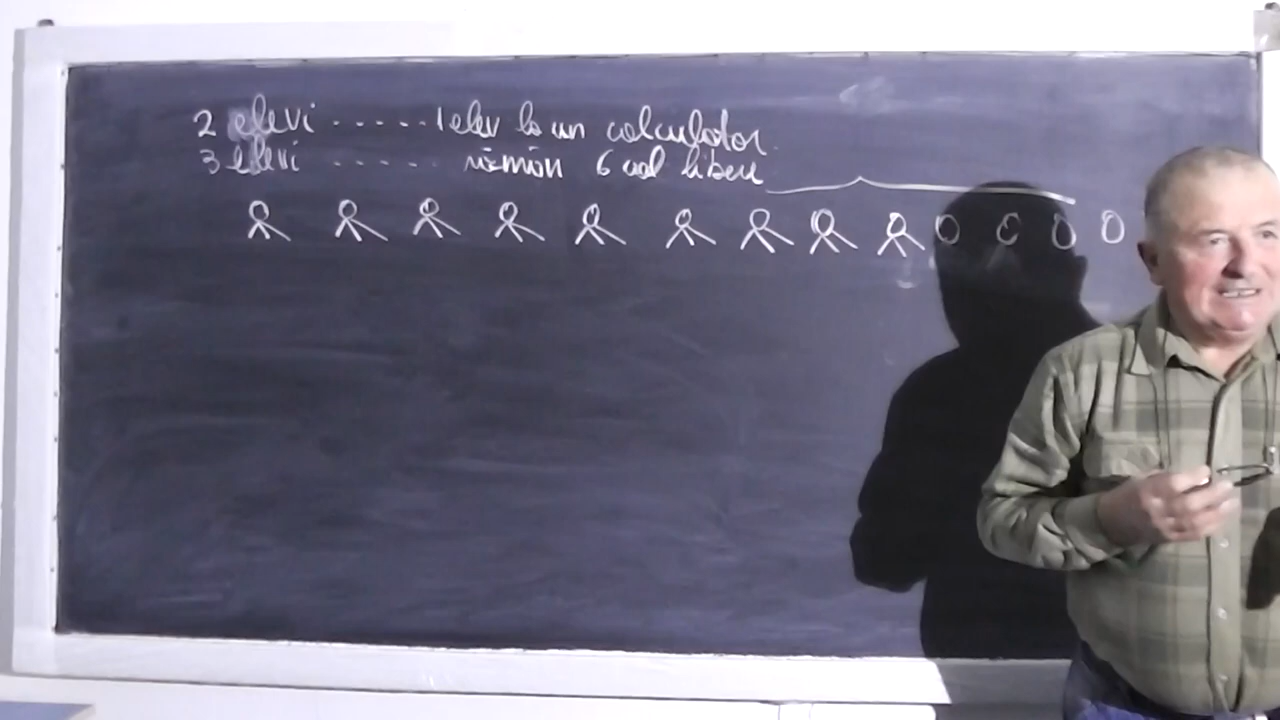 2 elevi ..... 1 elev la un calculator.
3 elevi ..... rămân 6 cal libere